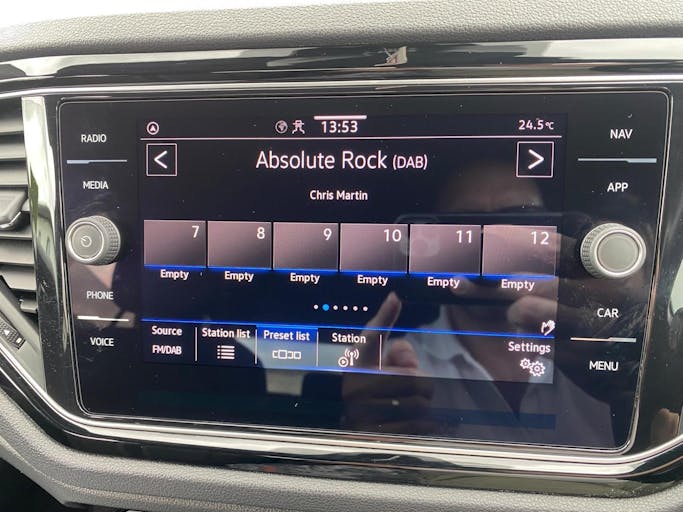 13:53
24.5°C
RADIO
NAV
Absolute Rock (DAB)
MEDIA
APP
Chris Martin
7 8 9 10 11 12
Empty Empty Empty Empty Empty Empty
PHONE
CAR
VOICE
Source Station list Preset list Station Settings
FM/DAB
MENU